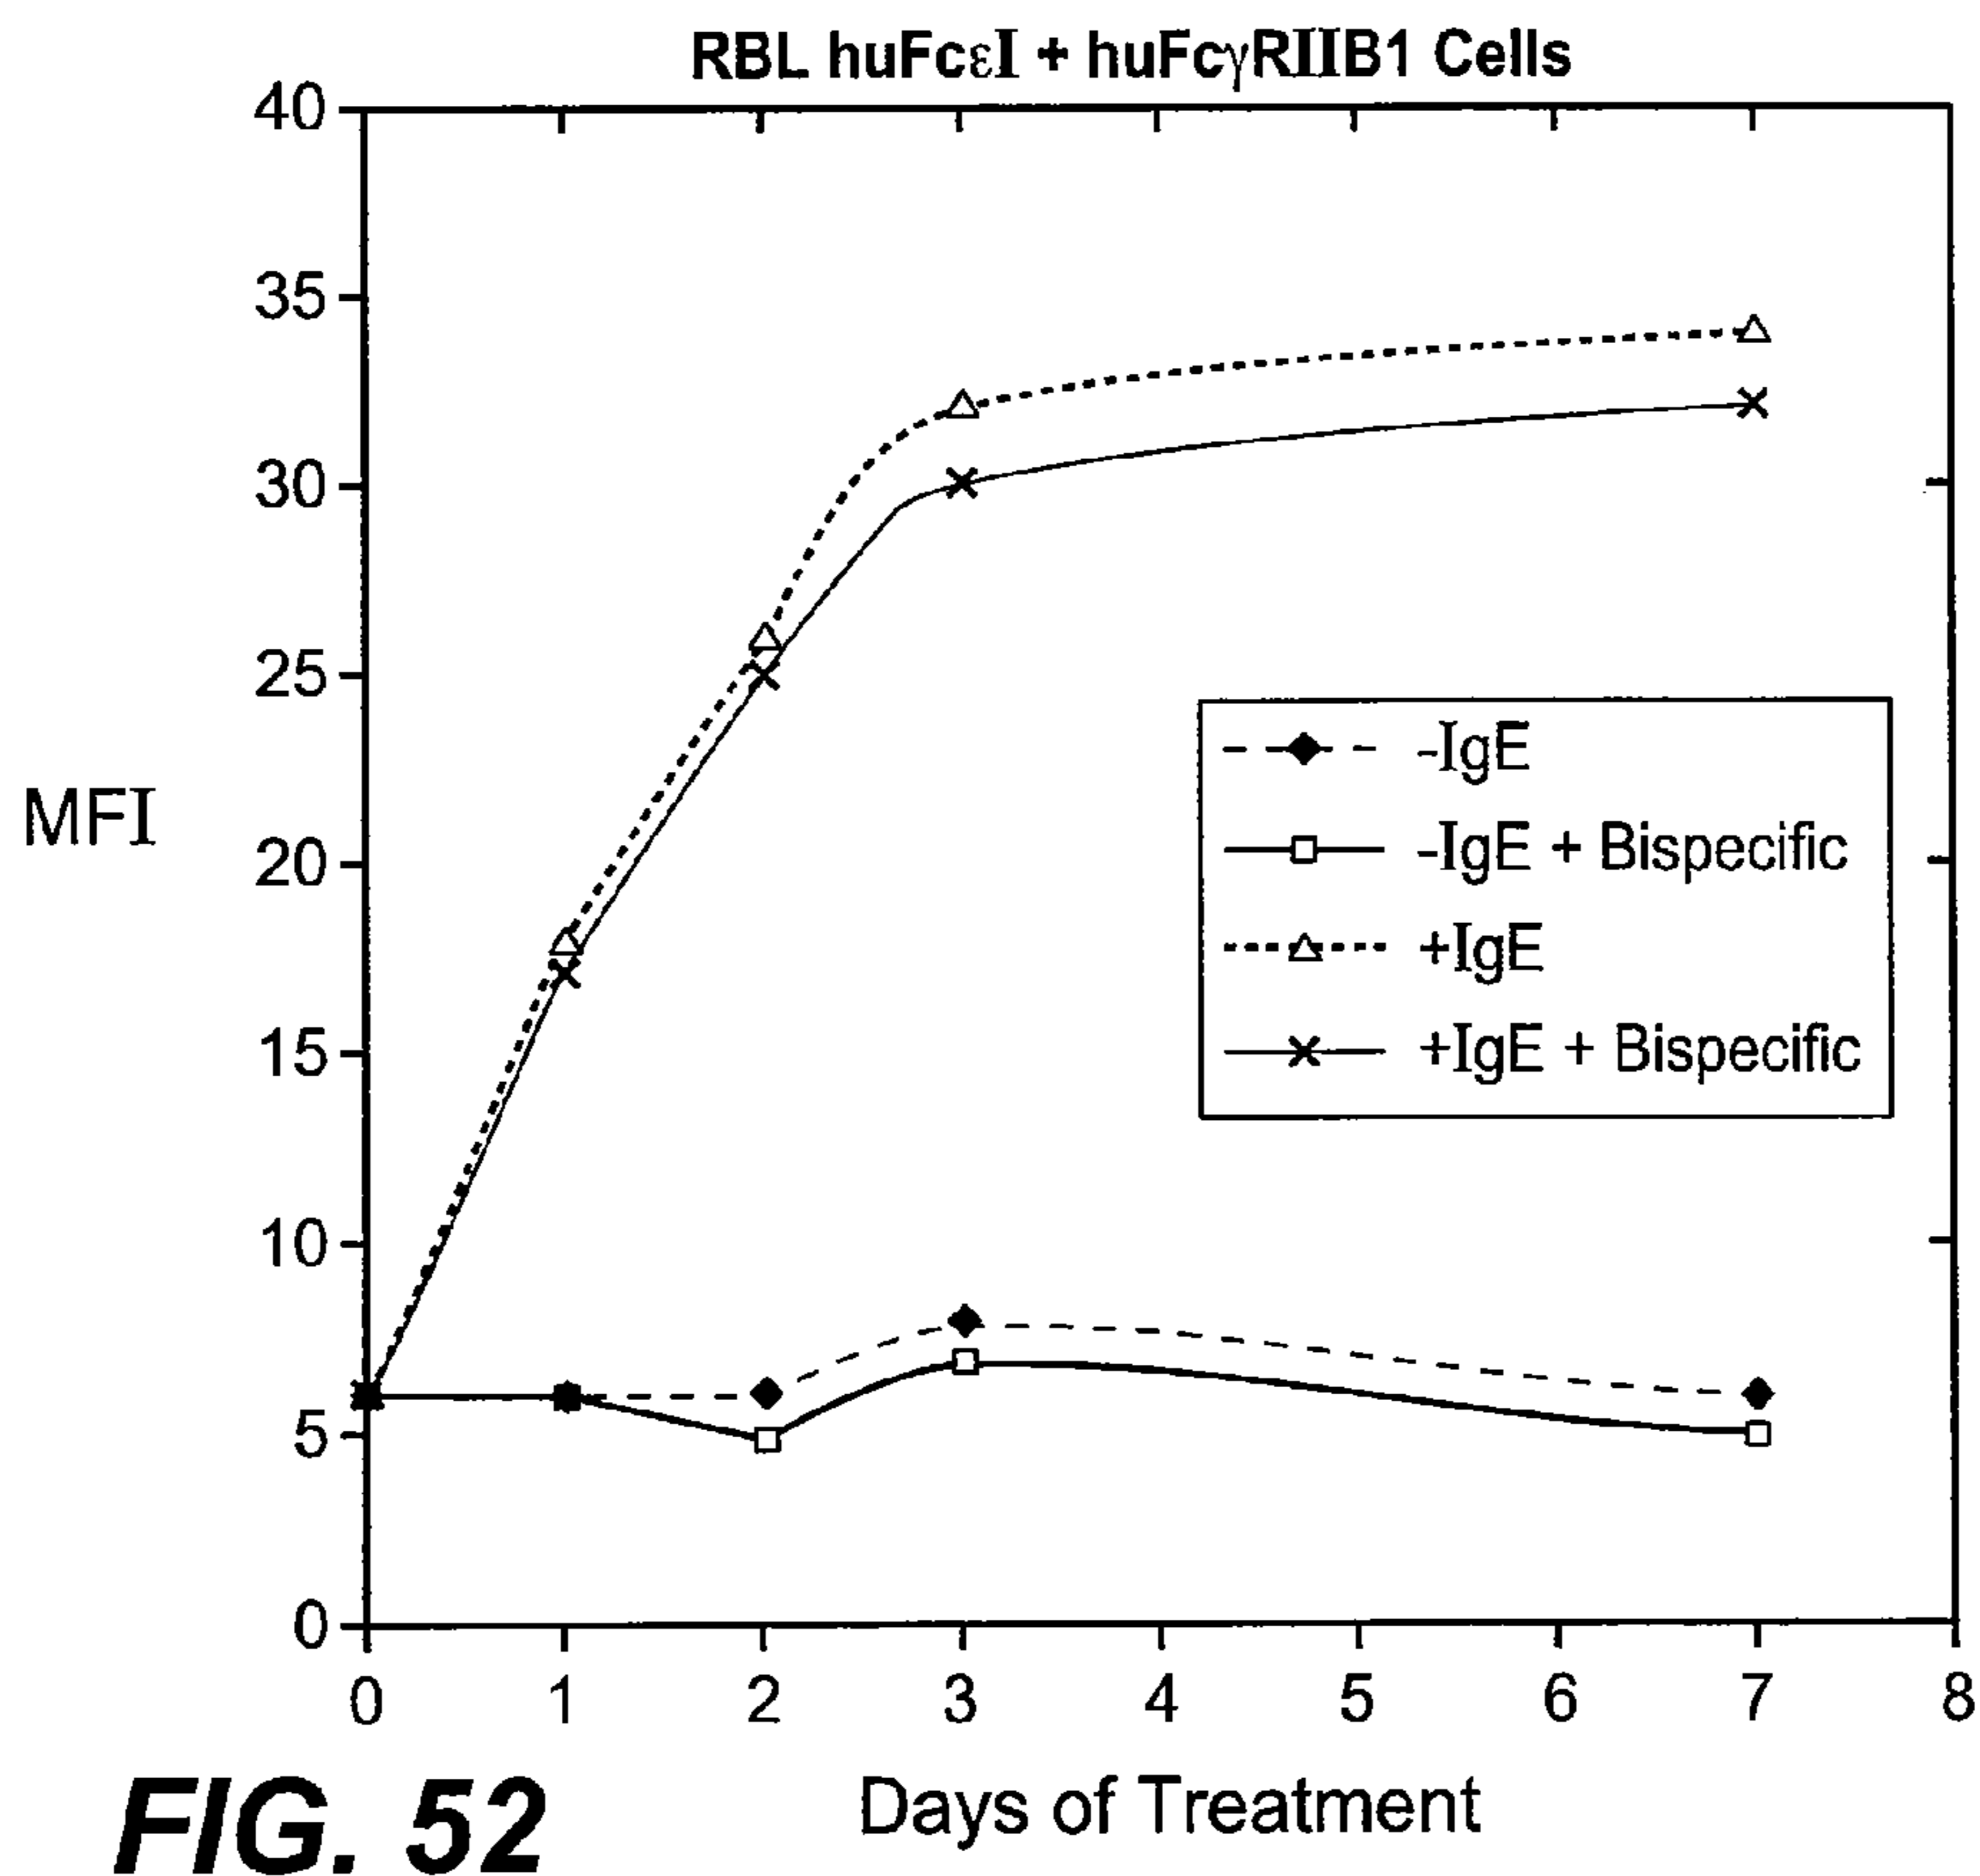 RBL huFcεI + huFcγRIIB1 Cells
40
35
30
25
20
15
10
5
0
MFI
-IgE
-IgE + Bispecific
+IgE
+IgE + Bispecific
0 1 2 3 4 5 6 7 8
Days of Treatment
FIG. 52